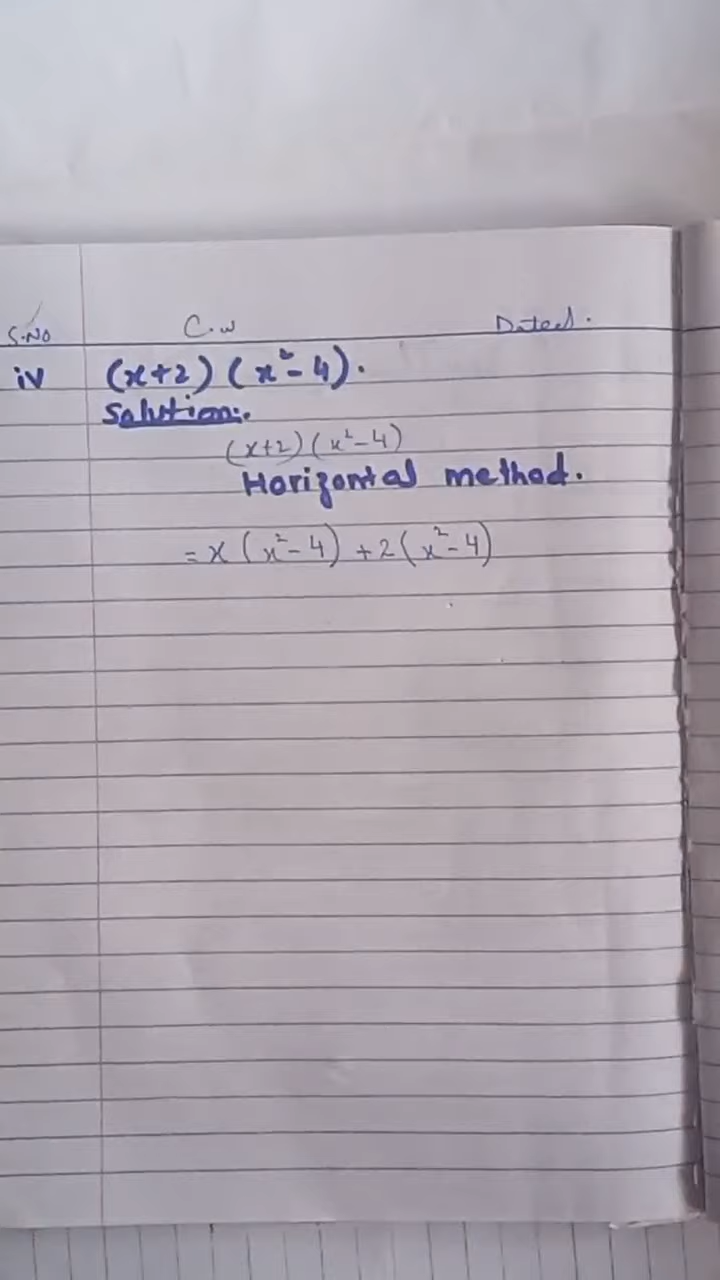 S.No C.w Dated.
iv (x+2) (x²-4).
Solution:.
(x+2) (x²-4)
Horizontal method.
= x (x²-4) +2 (x²-4)